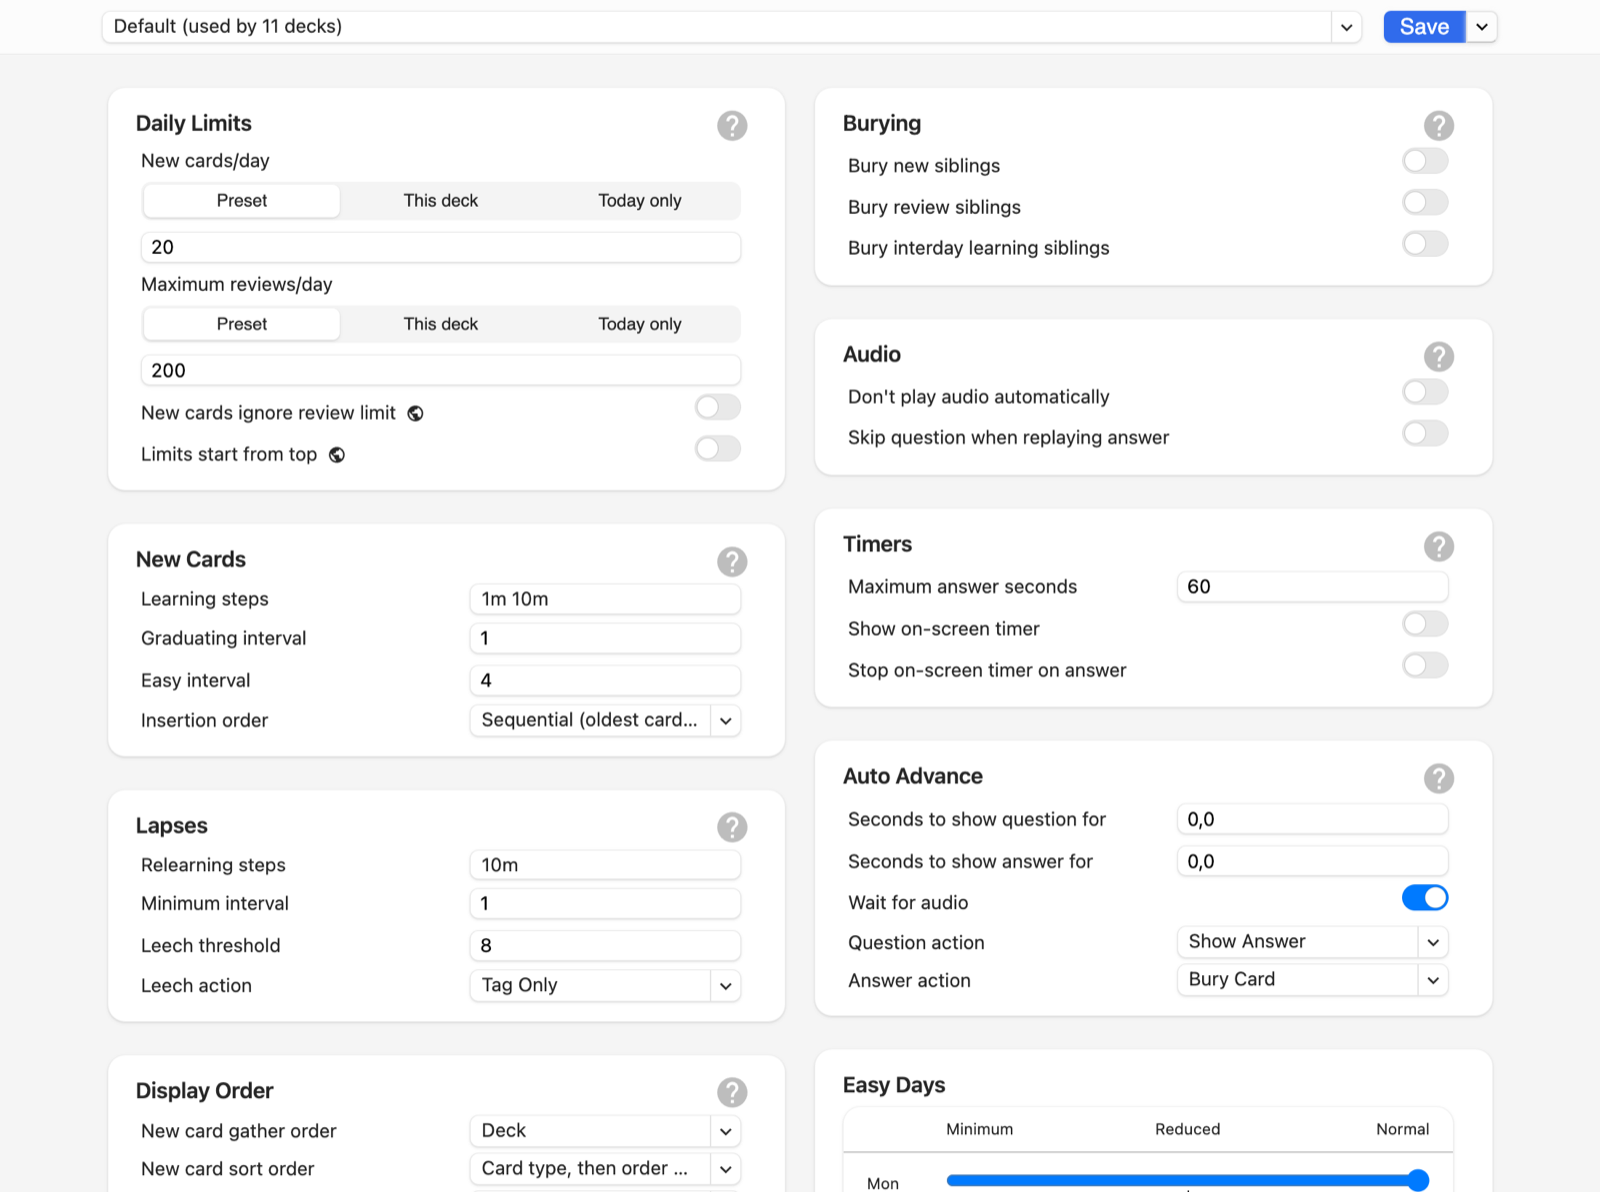 Default (used by 11 decks)
Save
Daily Limits
New cards/day
Preset This deck Today only
20
Maximum reviews/day
Preset This deck Today only
200
New cards ignore review limit
Limits start from top
New Cards
Learning steps 1m 10m
Graduating interval 1
Easy interval 4
Insertion order Sequential (oldest card...
Lapses
Relearning steps 10m
Minimum interval 1
Leech threshold 8
Leech action Tag Only
Display Order
New card gather order Deck
New card sort order Card type, then order ...
Burying
Bury new siblings
Bury review siblings
Bury interday learning siblings
Audio
Don't play audio automatically
Skip question when replaying answer
Timers
Maximum answer seconds 60
Show on-screen timer
Stop on-screen timer on answer
Auto Advance
Seconds to show question for 0,0
Seconds to show answer for 0,0
Wait for audio
Question action Show Answer
Answer action Bury Card
Easy Days
Minimum Reduced Normal
Mon